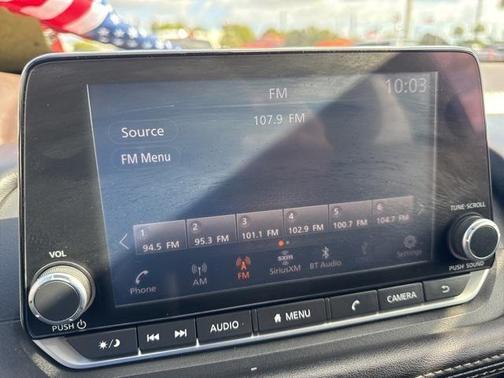 FM
10:03
107.9 FM
Source
FM Menu
1 2 3 4 5 6
94.5 FM 95.3 FM 101.1 FM 102.9 FM 100.7 FM 104.7 FM
Phone AM FM SiriusXM BT Audio Settings
sxm
VOL
PUSH
TUNE·SCROLL
PUSH SOUND
AUDIO MENU CAMERA